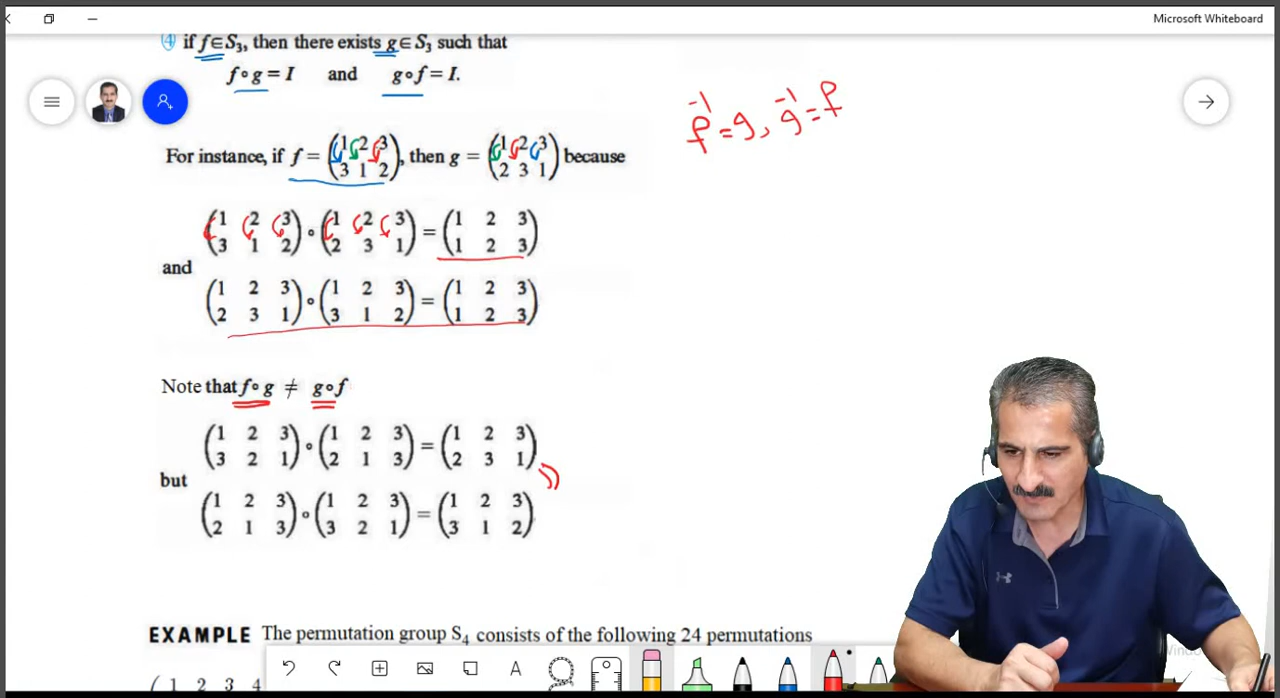 Microsoft Whiteboard
④ if f∈S₃, then there exists g∈S₃ such that
f∘g = I and g∘f = I.
f⁻¹ = g, g⁻¹ = f
For instance, if f = (1 2 3 / 3 1 2), then g = (1 2 3 / 2 3 1) because
(1 2 3 / 3 1 2) ∘ (1 2 3 / 2 3 1) = (1 2 3 / 1 2 3)
and
(1 2 3 / 2 3 1) ∘ (1 2 3 / 3 1 2) = (1 2 3 / 1 2 3)
Note that f∘g ≠ g∘f
(1 2 3 / 3 2 1) ∘ (1 2 3 / 2 1 3) = (1 2 3 / 2 3 1)
but
(1 2 3 / 2 1 3) ∘ (1 2 3 / 3 2 1) = (1 2 3 / 3 1 2)
EXAMPLE The permutation group S₄ consists of the following 24 permutations
( 1 2 3 4